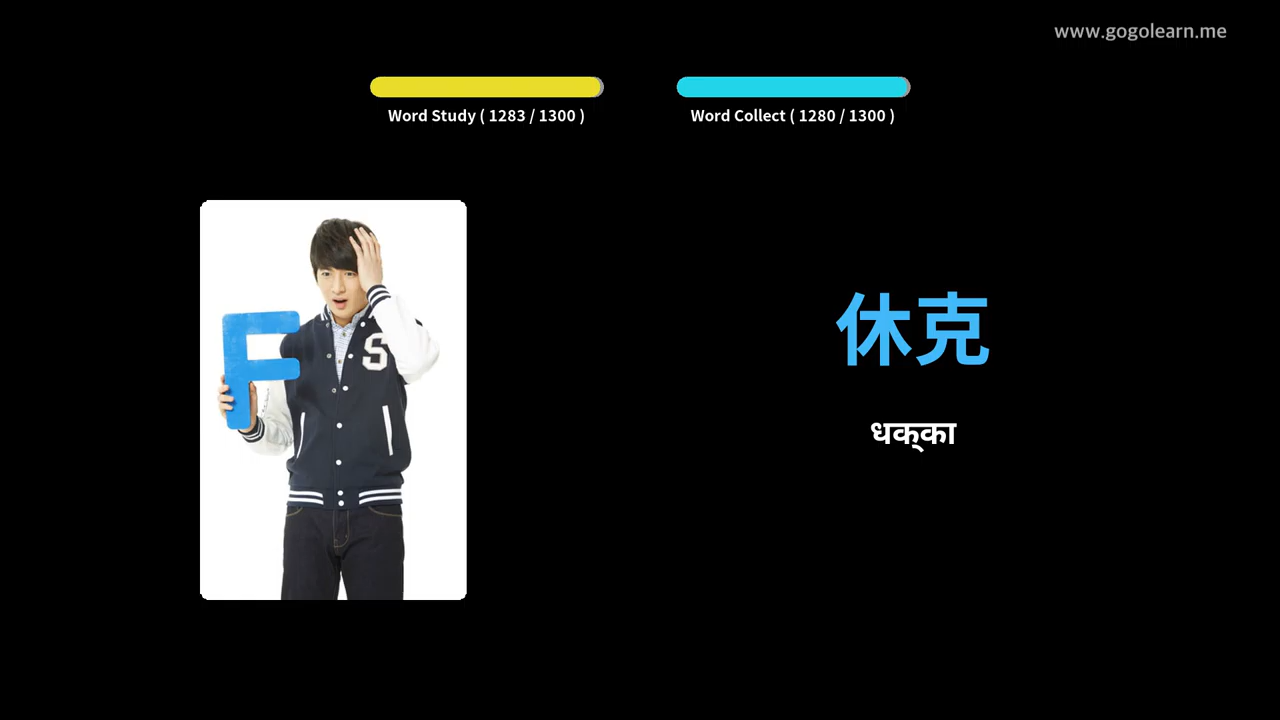 www.gogolearn.me
Word Study ( 1283 / 1300 )
Word Collect ( 1280 / 1300 )
F
S
休克
धक्का